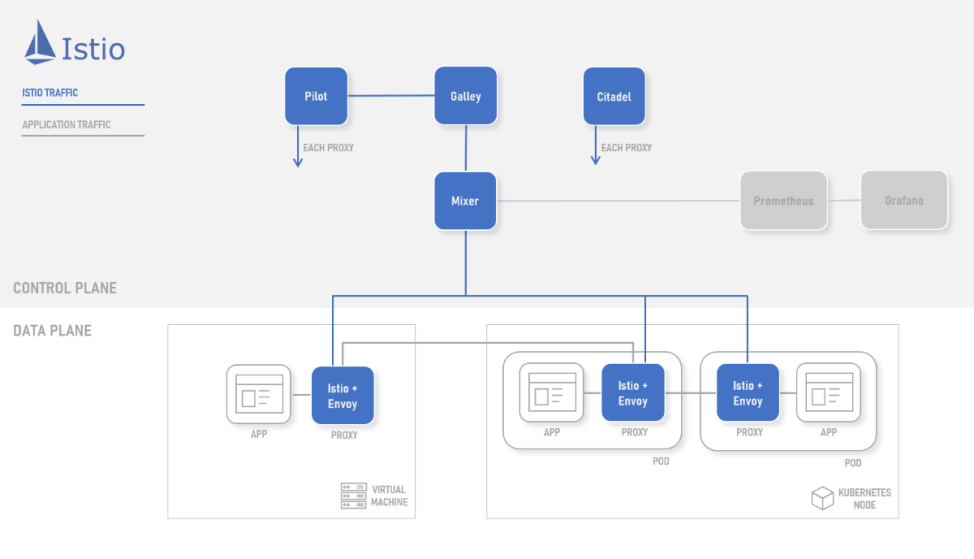 Istio
ISTIO TRAFFIC
APPLICATION TRAFFIC
Pilot
Galley
Citadel
EACH PROXY
EACH PROXY
Mixer
Prometheus
Grafana
CONTROL PLANE
DATA PLANE
Istio +
Envoy
APP
PROXY
VIRTUAL
MACHINE
Istio +
Envoy
APP
PROXY
POD
Istio +
Envoy
PROXY
APP
POD
KUBERNETES
NODE